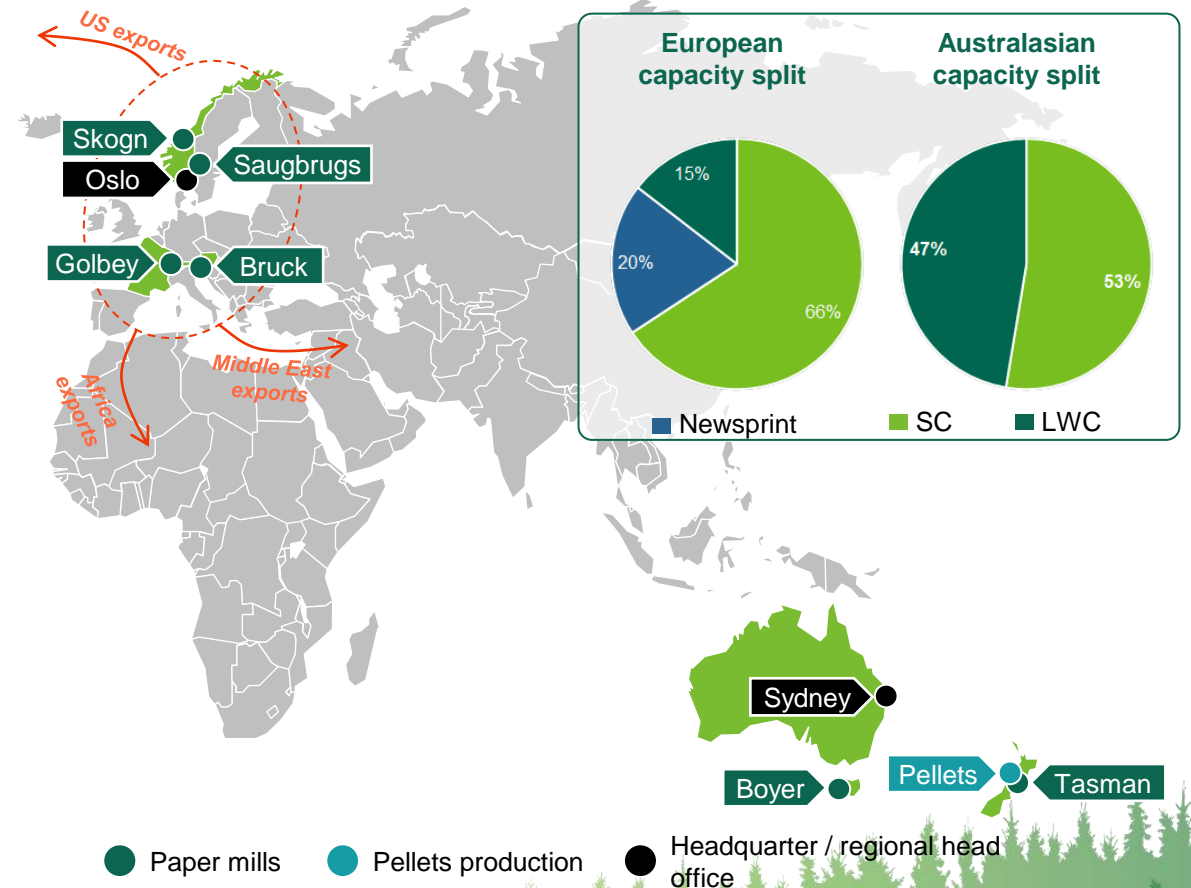 US exports
European
capacity split
Australasian
capacity split
Skogn
Saugbrugs
Oslo
Golbey
Bruck
Middle East
exports
Africa
exports
15%
20%
66%
47%
53%
Newsprint
SC
LWC
Sydney
Pellets
Boyer
Tasman
Paper mills
Pellets production
Headquarter / regional head
office